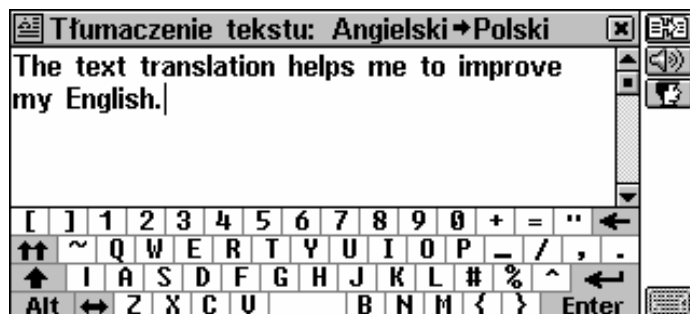 Tłumaczenie tekstu: Angielski➔Polski
The text translation helps me to improve
my English.
[ ] 1 2 3 4 5 6 7 8 9 0 + = " ←
~ Q W E R T Y U I O P _ / , .
| A S D F G H J K L # % ^
Alt ↔ Z X C V B N M { } Enter